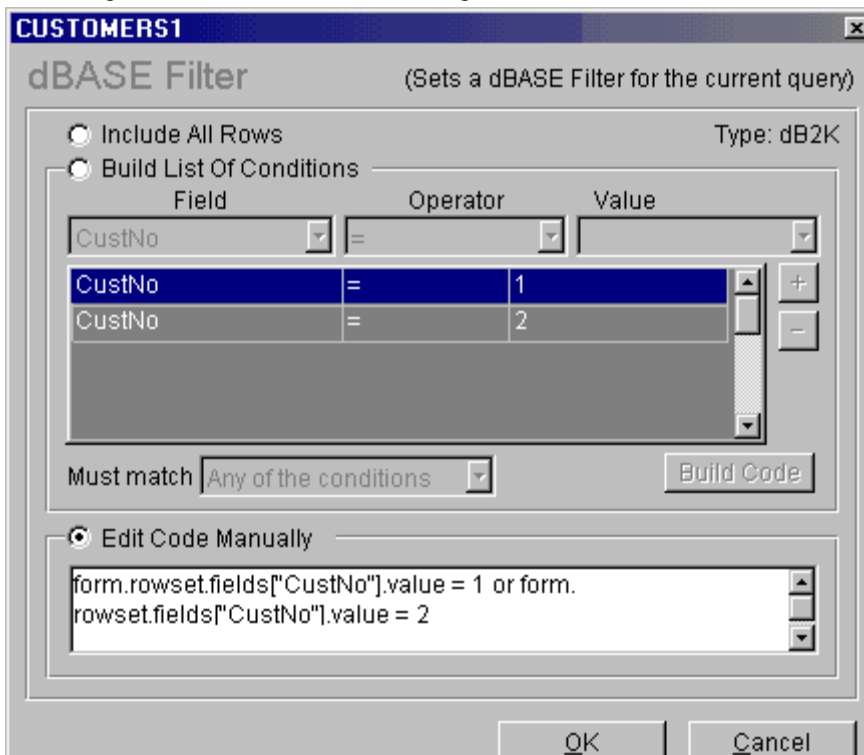 CUSTOMERS1
dBASE Filter (Sets a dBASE Filter for the current query)
Include All Rows Type: dB2K
Build List Of Conditions
Field Operator Value
CustNo =
CustNo = 1 +
CustNo = 2 -
Must match Any of the conditions Build Code
Edit Code Manually
form.rowset.fields["CustNo"].value = 1 or form.
rowset.fields["CustNo"].value = 2
OK Cancel